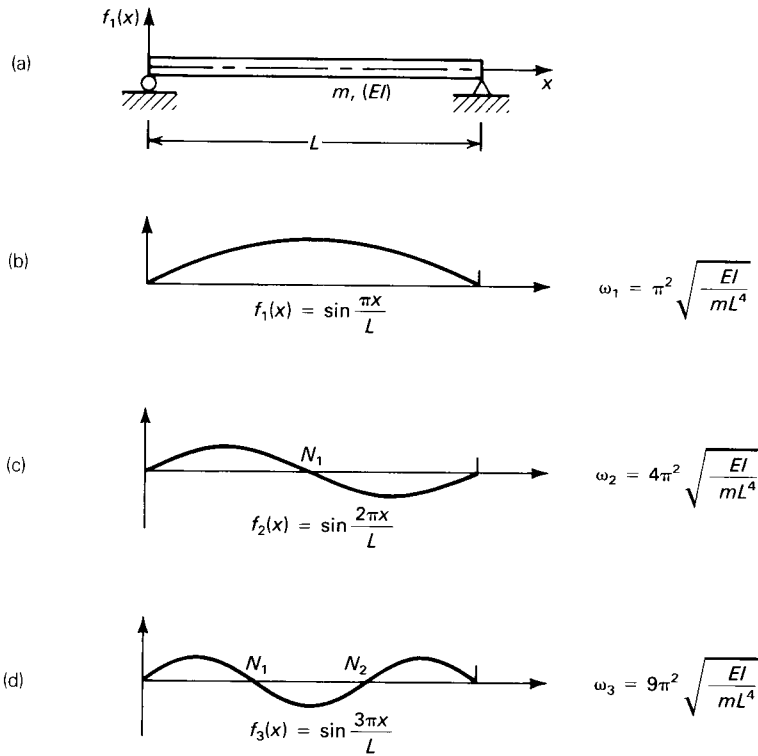 f₁(x)
(a)
x
m, (EI)
L
(b)
f₁(x) = sin πx/L
ω₁ = π² √(EI/mL⁴)
(c)
N₁
f₂(x) = sin 2πx/L
ω₂ = 4π² √(EI/mL⁴)
(d)
N₁ N₂
f₃(x) = sin 3πx/L
ω₃ = 9π² √(EI/mL⁴)